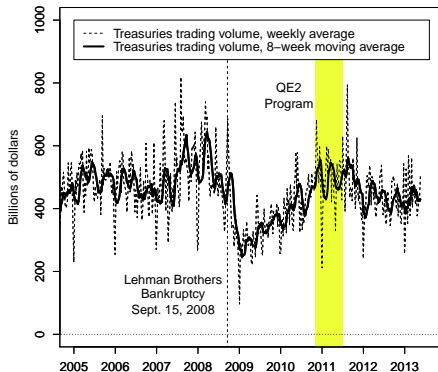 Treasuries trading volume, weekly average
Treasuries trading volume, 8−week moving average
QE2
Program
Lehman Brothers
Bankruptcy
Sept. 15, 2008
Billions of dollars
1000
800
600
400
200
0
2005 2006 2007 2008 2009 2010 2011 2012 2013